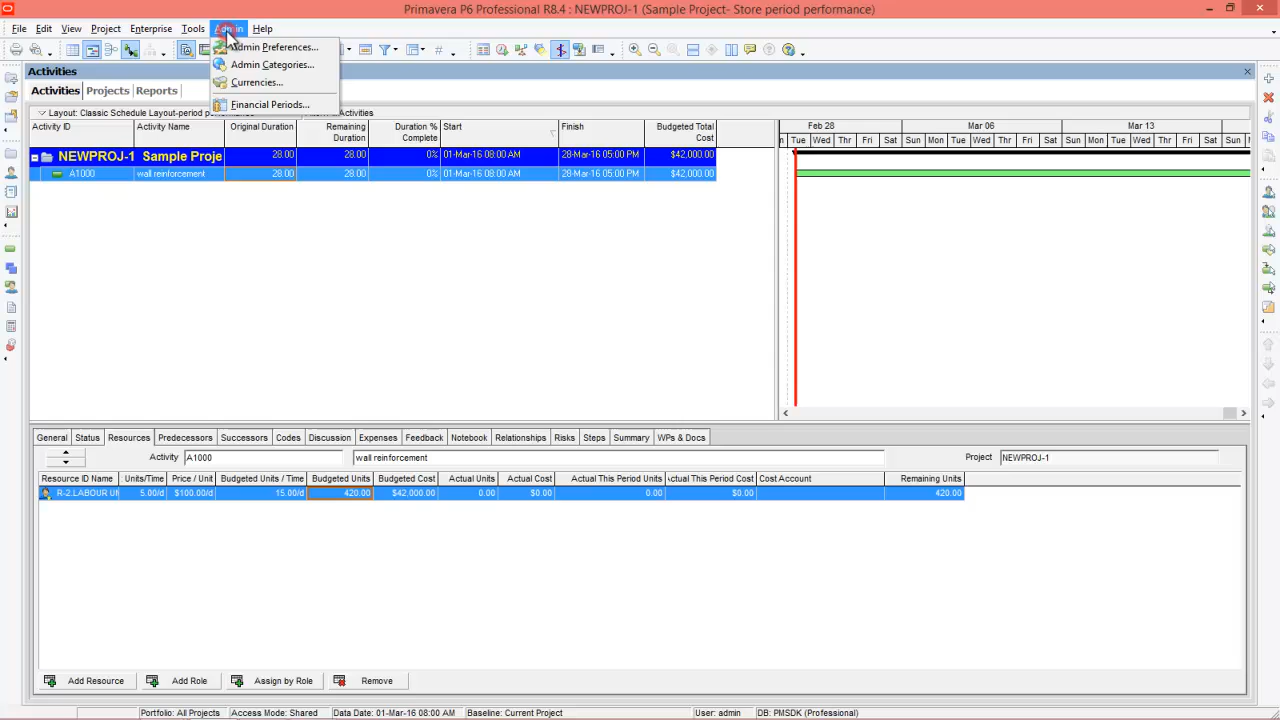 Primavera P6 Professional R8.4 : NEWPROJ-1 (Sample Project- Store period performance)
File Edit View Project Enterprise Tools Admin Help
Admin Preferences...
Admin Categories...
Currencies...
Financial Periods...
Activities
Activities Projects Reports
Layout: Classic Schedule Layout-period Activities
Activity ID Activity Name Original Duration Remaining Duration Duration % Complete Start Finish Budgeted Total Cost
Feb 28 Mar 06 Mar 13
n Tue Wed Thr Fri Sat Sun Mon Tue Wed Thr Fri Sat Sun Mon Tue Wed Thr Fri Sat Sun
NEWPROJ-1 Sample Proje 28.00 28.00 0% 01-Mar-16 08:00 AM 28-Mar-16 05:00 PM $42,000.00
A1000 wall reinforcement 28.00 28.00 0% 01-Mar-16 08:00 AM 28-Mar-16 05:00 PM $42,000.00
General Status Resources Predecessors Successors Codes Discussion Expenses Feedback Notebook Relationships Risks Steps Summary WPs & Docs
Activity A1000 wall reinforcement Project NEWPROJ-1
Resource ID Name Units/Time Price / Unit Budgeted Units / Time Budgeted Units Budgeted Cost Actual Units Actual Cost Actual This Period Units ctual This Period Cost Cost Account Remaining Units
R-2.LABOUR UN 5.00/d $100.00/d 15.00/d 420.00 $42,000.00 0.00 $0.00 0.00 $0.00 420.00
Add Resource Add Role Assign by Role Remove
Portfolio: All Projects Access Mode: Shared Data Date: 01-Mar-16 08:00 AM Baseline: Current Project User: admin DB: PMSDK (Professional)